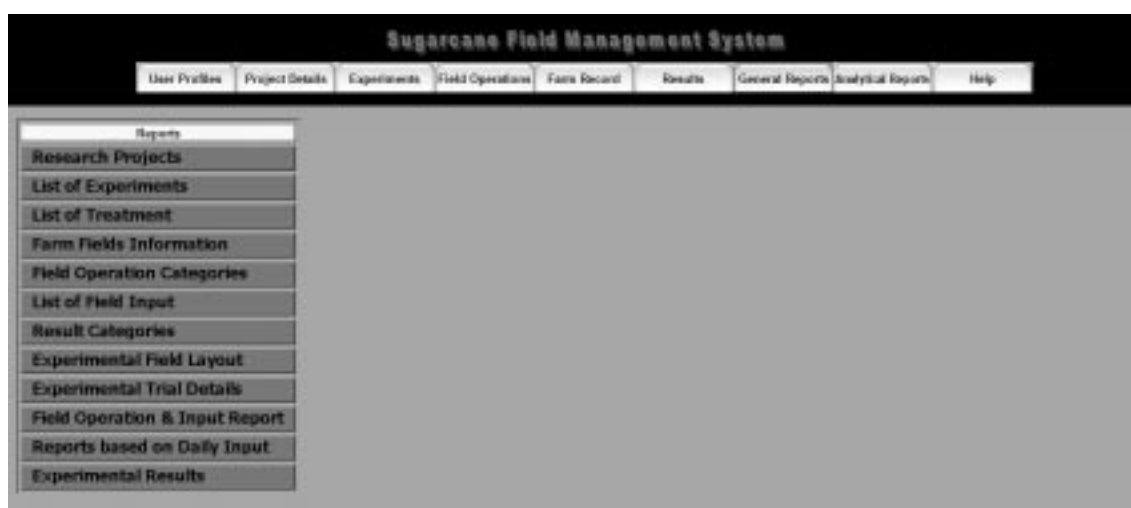 Sugarcane Field Management System
User Profiles Project Details Experiments Field Operations Farm Record Results General Reports Analytical Reports Help
Reports
Research Projects
List of Experiments
List of Treatment
Farm Fields Information
Field Operation Categories
List of Field Input
Result Categories
Experimental Field Layout
Experimental Trial Details
Field Operation & Input Report
Reports based on Daily Input
Experimental Results